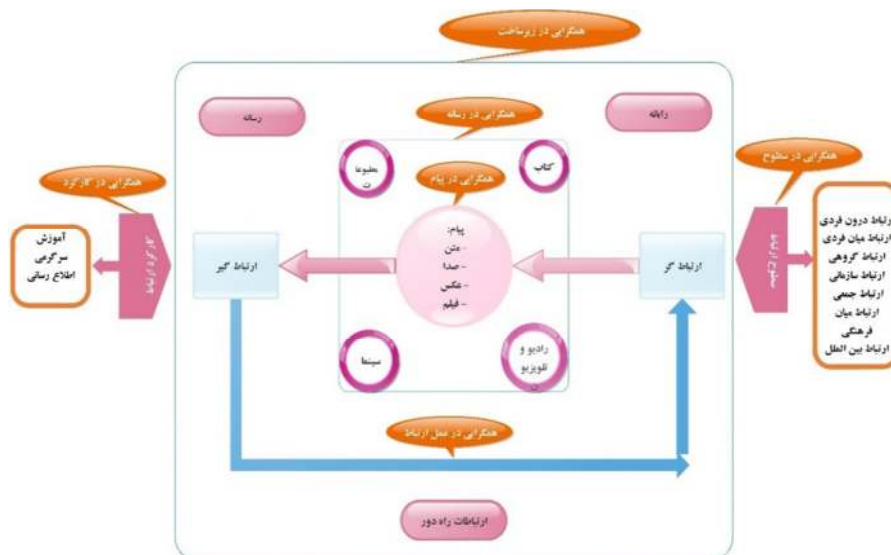 همگرایی در زیرساخت
رایانه
رسانه
همگرایی در رسانه
همگرایی در سطوح
همگرایی در کارکرد
کتاب
مطبوعا
ت
همگرایی در پیام
ارتباط درون فردی
ارتباط میان فردی
ارتباط گروهی
ارتباط سازمانی
ارتباط جمعی
ارتباط میان
فرهنگی
ارتباط بین الملل
سطوح ارتباط
ارتباط گر
پیام:
- متن
- صدا
- عکس
- فیلم
ارتباط گیر
آموزش
سرگرمی
اطلاع رسانی
رادیو و
تلویزیو
ن
سینما
همگرایی در عمل ارتباط
ارتباطات راه دور